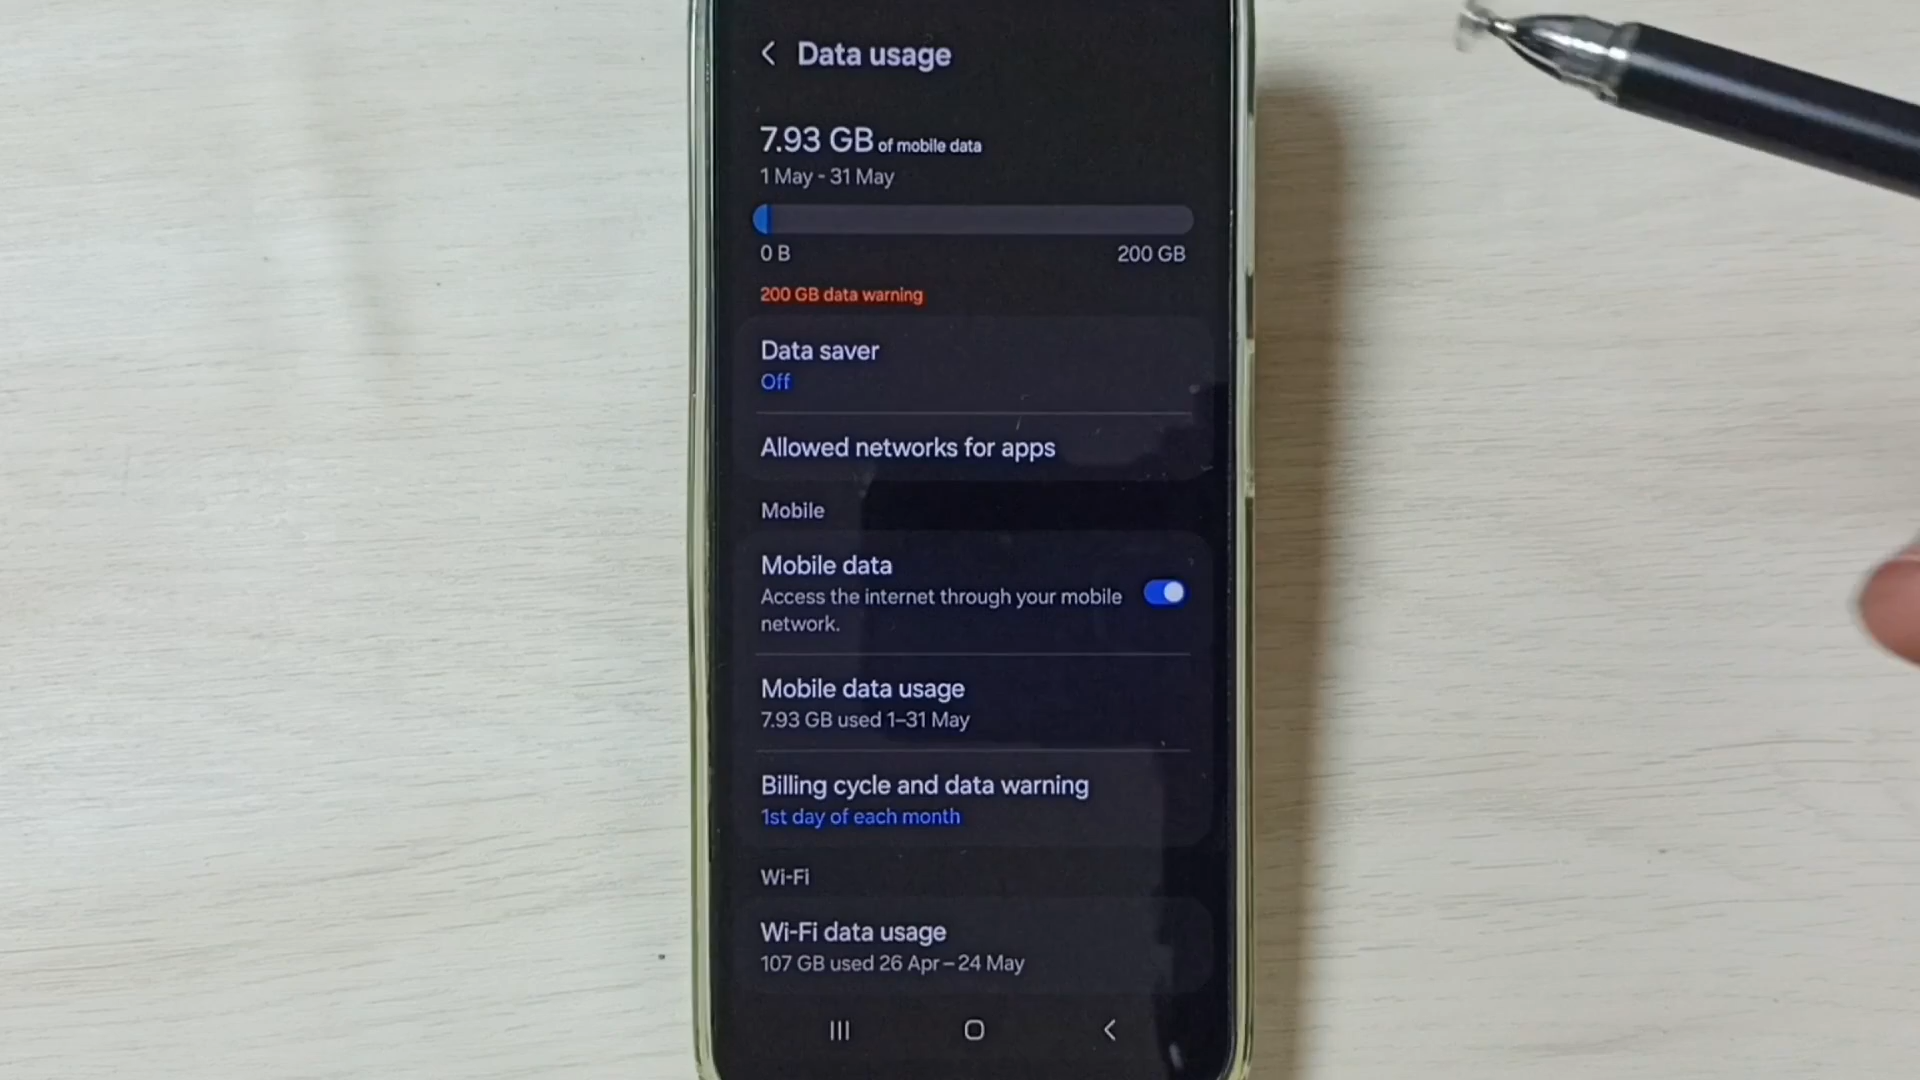 Data usage
7.93 GB of mobile data
1 May - 31 May
0 B 200 GB
200 GB data warning
Data saver
Off
Allowed networks for apps
Mobile
Mobile data
Access the internet through your mobile
network.
Mobile data usage
7.93 GB used 1–31 May
Billing cycle and data warning
1st day of each month
Wi-Fi
Wi-Fi data usage
107 GB used 26 Apr – 24 May